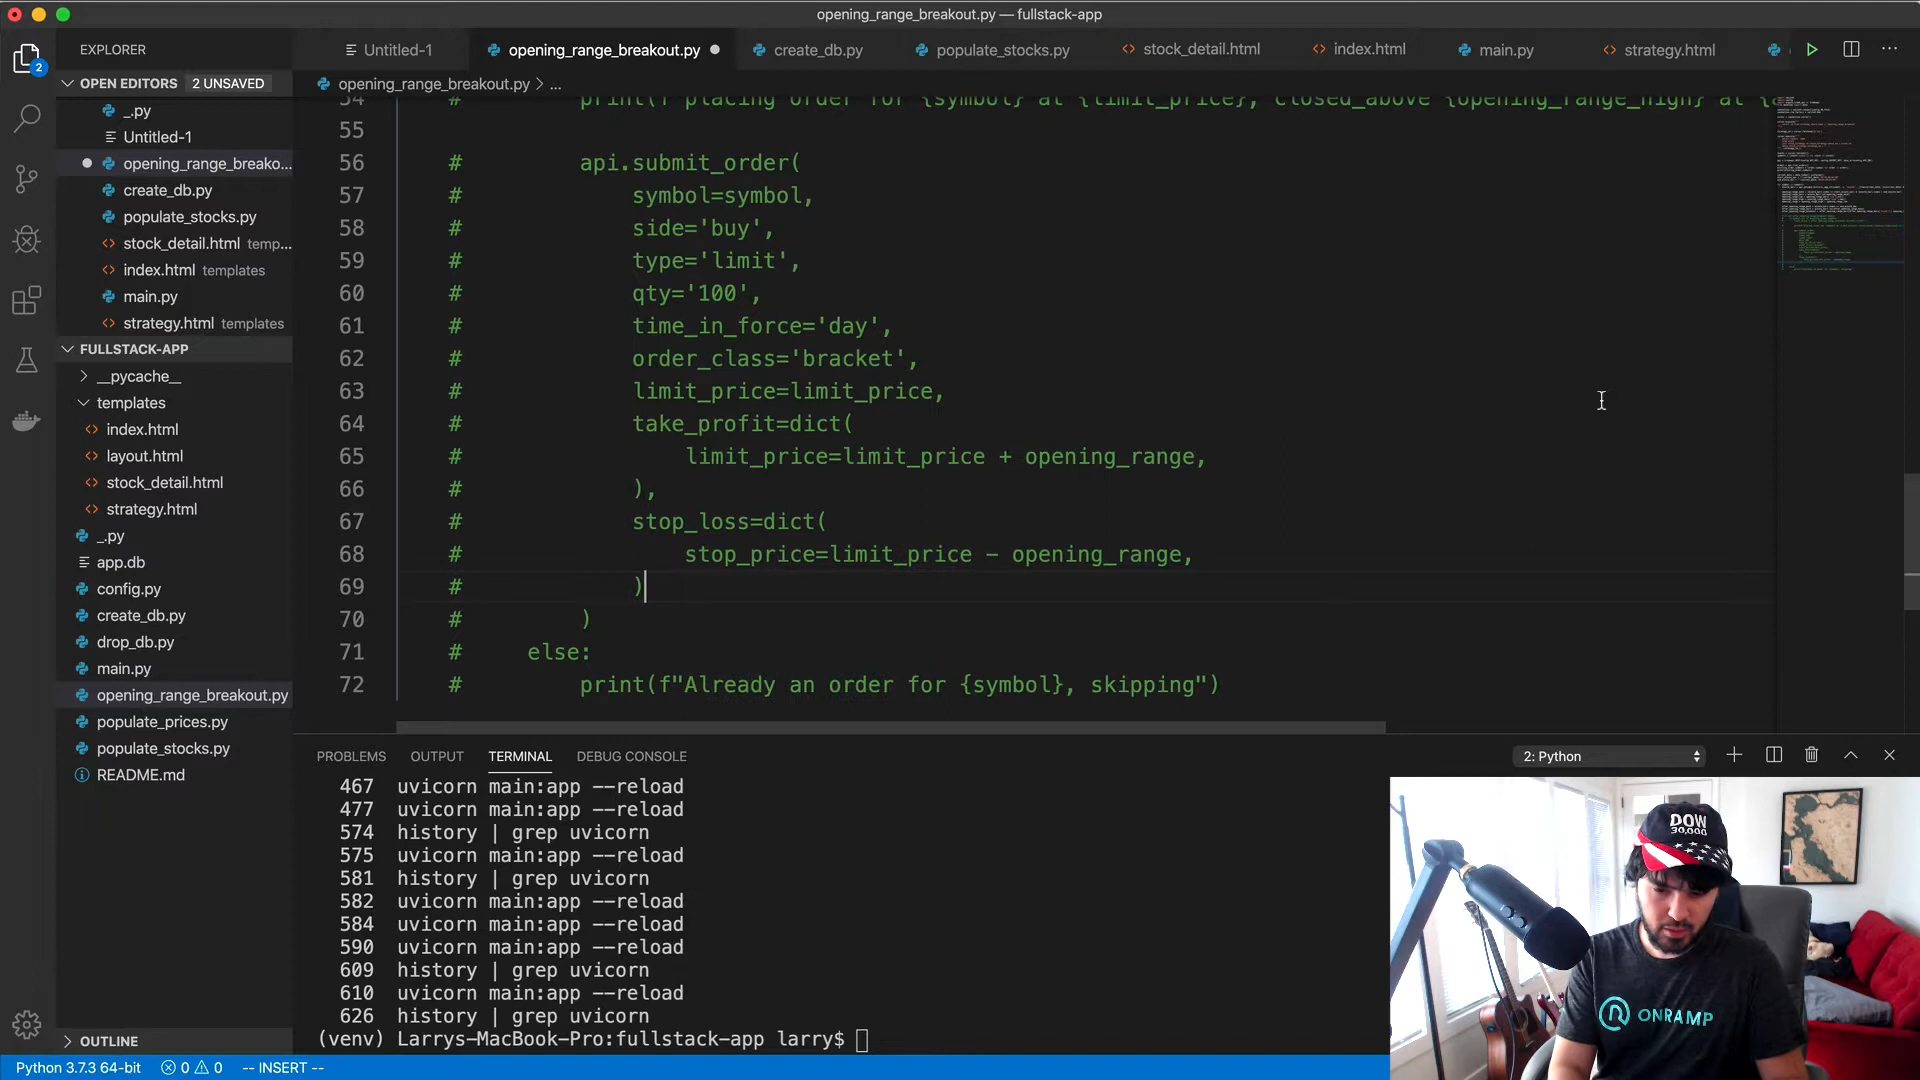 opening_range_breakout.py — fullstack-app
EXPLORER
Untitled-1
opening_range_breakout.py
create_db.py
populate_stocks.py
stock_detail.html
index.html
main.py
strategy.html
OPEN EDITORS 2 UNSAVED
opening_range_breakout.py > ...
_.py
Untitled-1
opening_range_breako...
create_db.py
populate_stocks.py
stock_detail.html temp...
index.html templates
main.py
strategy.html templates
FULLSTACK-APP
__pycache__
templates
index.html
layout.html
stock_detail.html
strategy.html
_.py
app.db
config.py
create_db.py
drop_db.py
main.py
opening_range_breakout.py
populate_prices.py
populate_stocks.py
README.md
OUTLINE
2
54 # print(f"placing order for {symbol} at {limit_price}, closed_above {opening_range_high} at {
55
56 # api.submit_order(
57 # symbol=symbol,
58 # side='buy',
59 # type='limit',
60 # qty='100',
61 # time_in_force='day',
62 # order_class='bracket',
63 # limit_price=limit_price,
64 # take_profit=dict(
65 # limit_price=limit_price + opening_range,
66 # ),
67 # stop_loss=dict(
68 # stop_price=limit_price - opening_range,
69 # )
70 # )
71 # else:
72 # print(f"Already an order for {symbol}, skipping")
PROBLEMS OUTPUT TERMINAL DEBUG CONSOLE
2: Python
467 uvicorn main:app --reload
477 uvicorn main:app --reload
574 history | grep uvicorn
575 uvicorn main:app --reload
581 history | grep uvicorn
582 uvicorn main:app --reload
584 uvicorn main:app --reload
590 uvicorn main:app --reload
609 history | grep uvicorn
610 uvicorn main:app --reload
626 history | grep uvicorn
(venv) Larrys-MacBook-Pro:fullstack-app larry$
Python 3.7.3 64-bit 0 0 -- INSERT --
DOW
30,000
ONRAMP